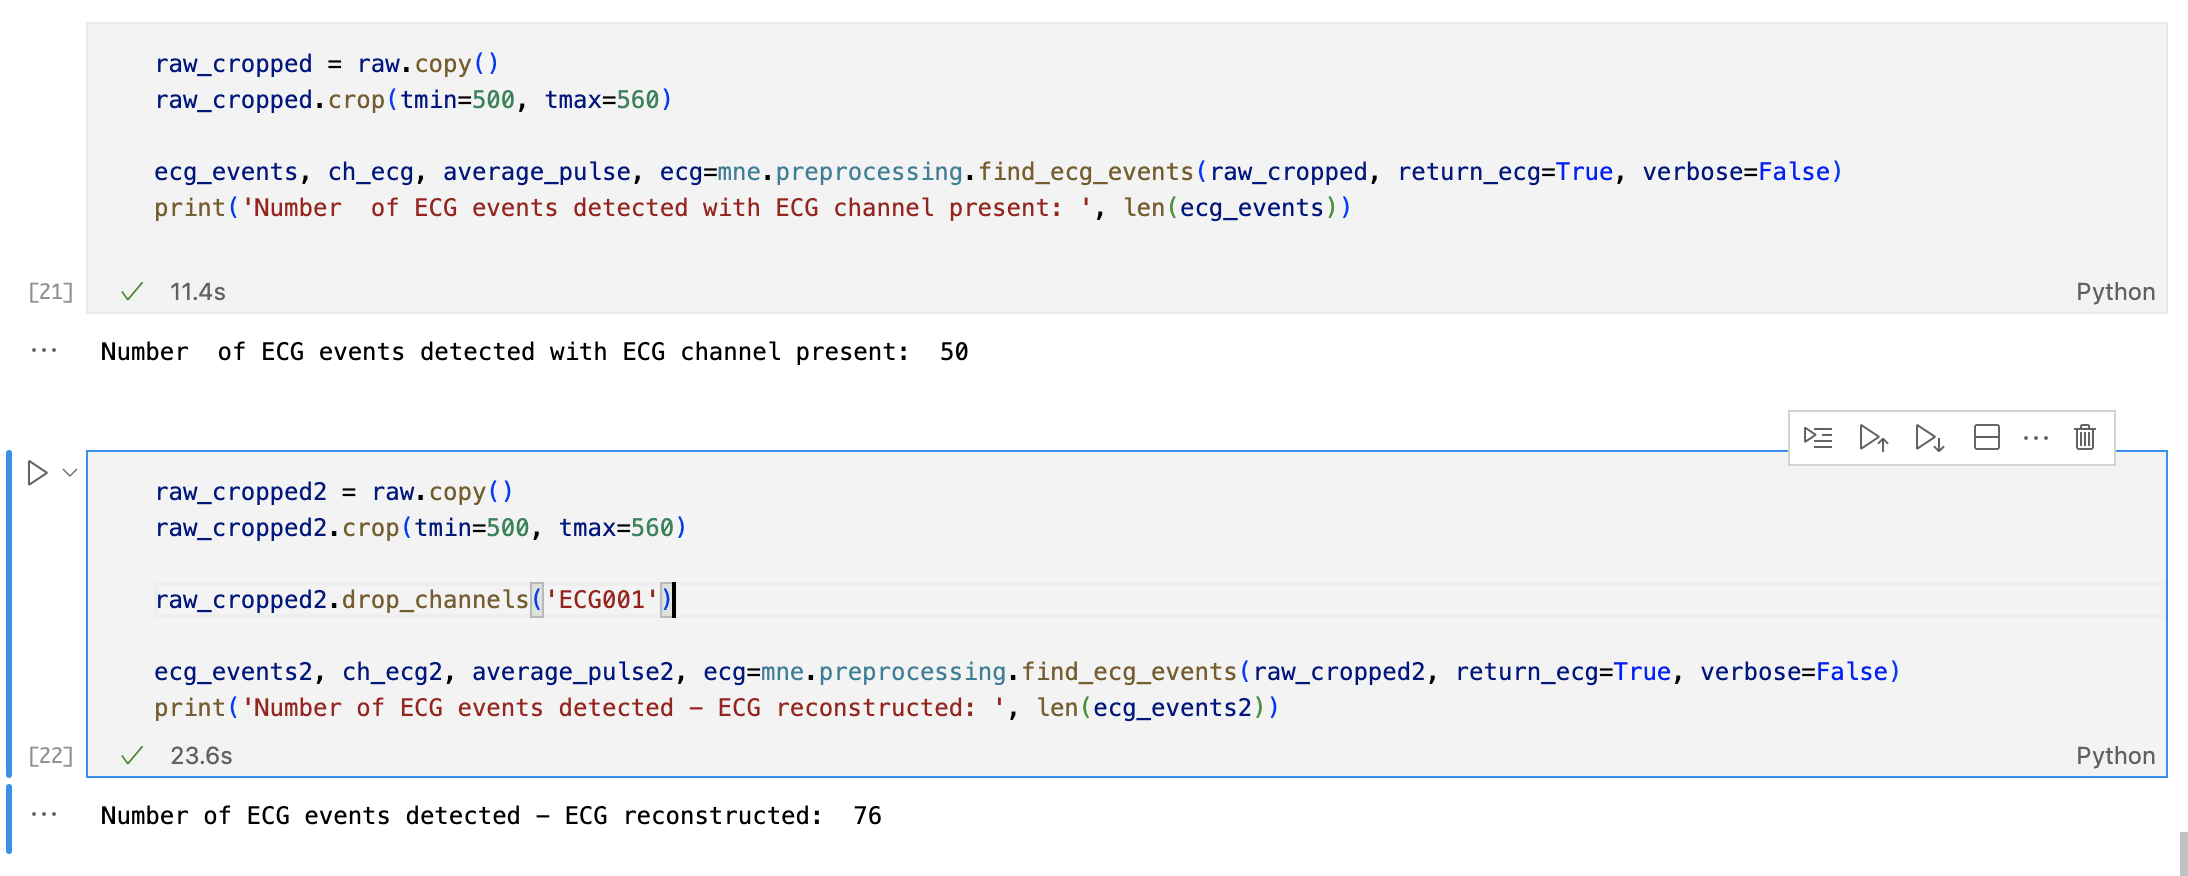 raw_cropped = raw.copy()
raw_cropped.crop(tmin=500, tmax=560)
ecg_events, ch_ecg, average_pulse, ecg=mne.preprocessing.find_ecg_events(raw_cropped, return_ecg=True, verbose=False)
print('Number  of ECG events detected with ECG channel present: ', len(ecg_events))
[21] 11.4s Python
Number  of ECG events detected with ECG channel present:  50
raw_cropped2 = raw.copy()
raw_cropped2.crop(tmin=500, tmax=560)
raw_cropped2.drop_channels('ECG001')
ecg_events2, ch_ecg2, average_pulse2, ecg=mne.preprocessing.find_ecg_events(raw_cropped2, return_ecg=True, verbose=False)
print('Number of ECG events detected – ECG reconstructed: ', len(ecg_events2))
[22] 23.6s Python
Number of ECG events detected – ECG reconstructed:  76